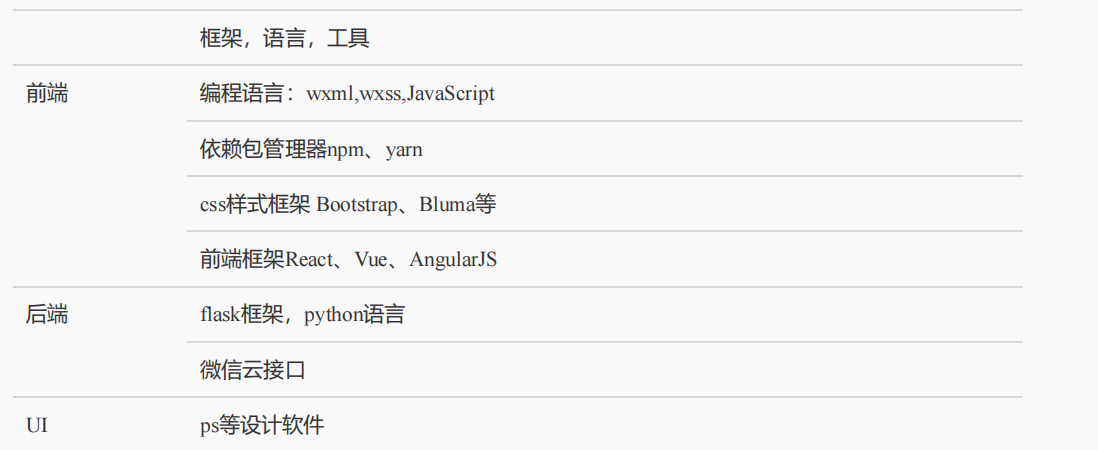 框架，语言，工具
前端 编程语言：wxml,wxss,JavaScript
依赖包管理器npm、yarn
css样式框架 Bootstrap、Bluma等
前端框架React、Vue、AngularJS
后端 flask框架，python语言
微信云接口
UI ps等设计软件